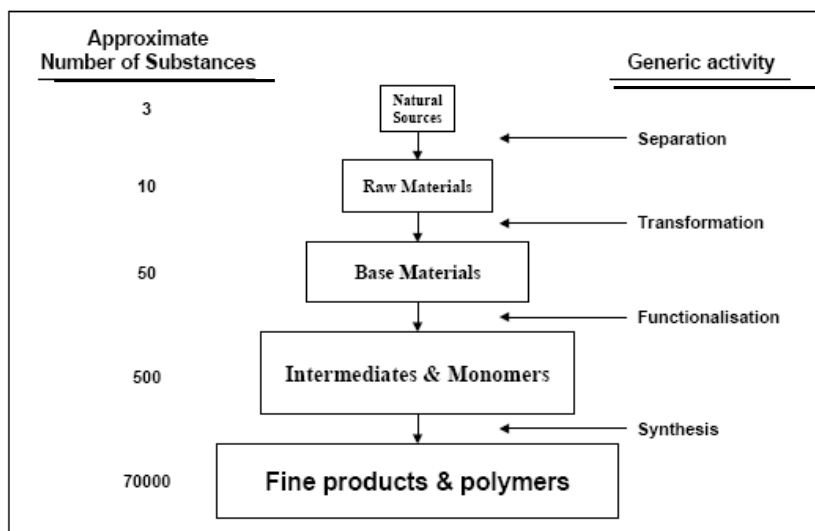 Approximate
Number of Substances
Generic activity
3
Natural
Sources
Separation
10
Raw Materials
Transformation
50
Base Materials
Functionalisation
500
Intermediates & Monomers
Synthesis
70000
Fine products & polymers